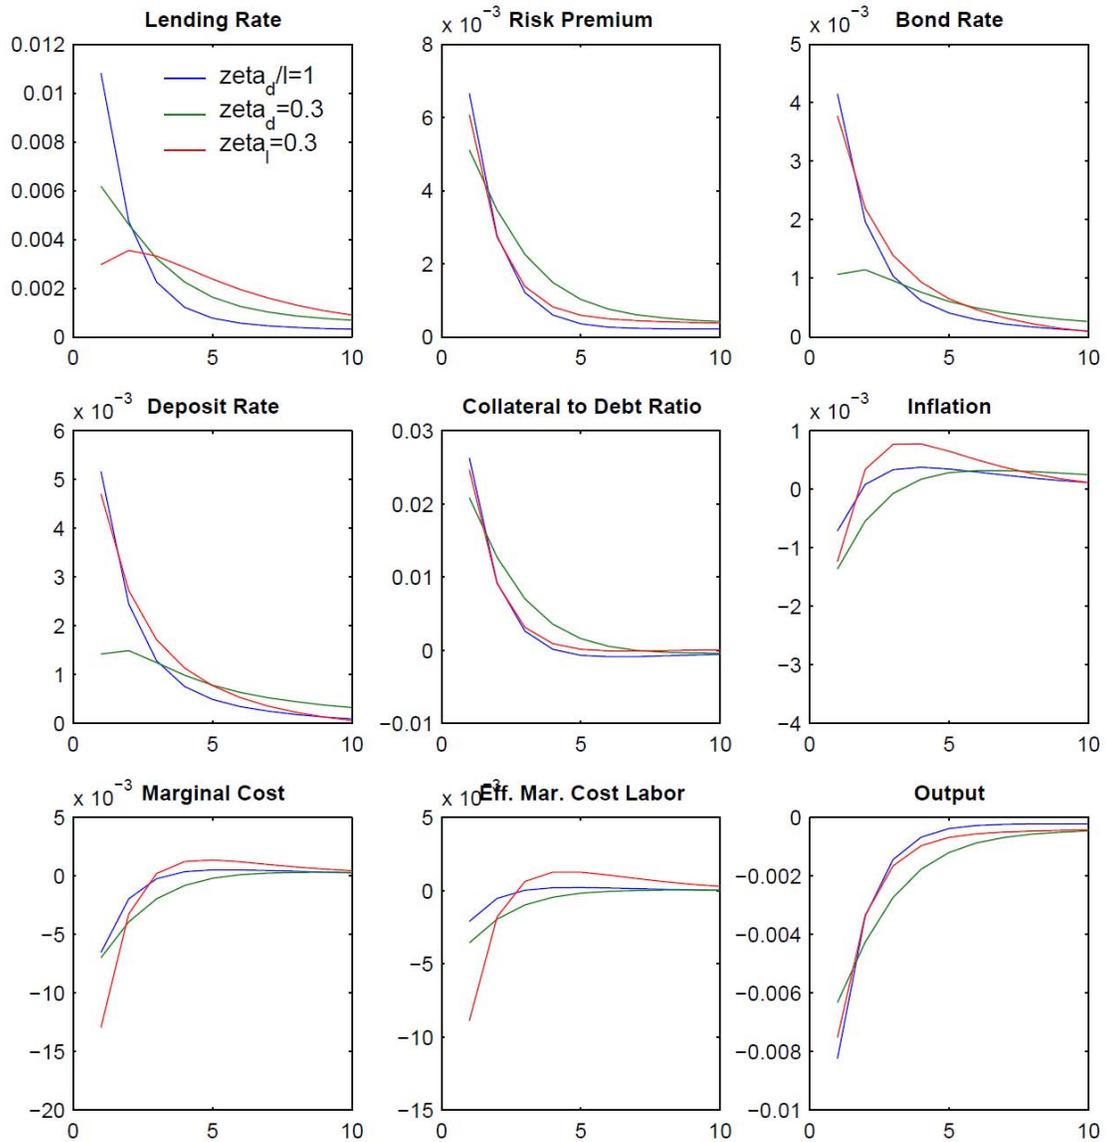 Lending Rate
0.012
0.01
0.008
0.006
0.004
0.002
0
0 5 10
zeta_d/l=1
zeta_d=0.3
zeta_l=0.3
x 10^−3 Risk Premium
8
6
4
2
0
0 5 10
x 10^−3 Bond Rate
5
4
3
2
1
0
0 5 10
x 10^−3 Deposit Rate
6
5
4
3
2
1
0
0 5 10
Collateral to Debt Ratio
0.03
0.02
0.01
0
−0.01
0 5 10
x 10^−3 Inflation
1
0
−1
−2
−3
−4
0 5 10
x 10^−3 Marginal Cost
5
0
−5
−10
−15
−20
0 5 10
x 10^−3 Eff. Mar. Cost Labor
5
0
−5
−10
−15
0 5 10
Output
0
−0.002
−0.004
−0.006
−0.008
−0.01
0 5 10